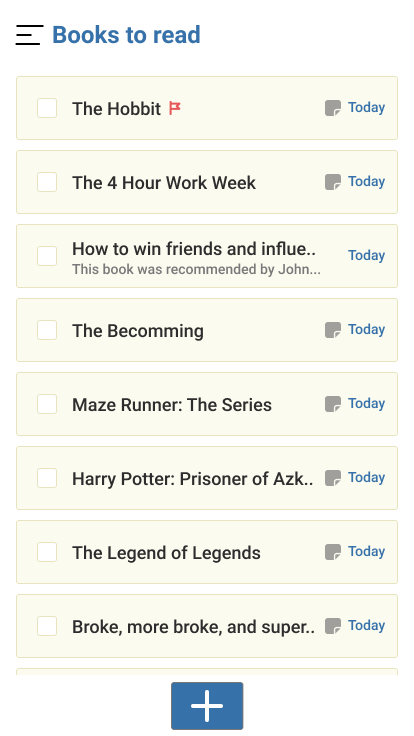 Books to read
The Hobbit Today
The 4 Hour Work Week Today
How to win friends and influe.. Today
This book was recommended by John...
The Becomming Today
Maze Runner: The Series Today
Harry Potter: Prisoner of Azk.. Today
The Legend of Legends Today
Broke, more broke, and super.. Today